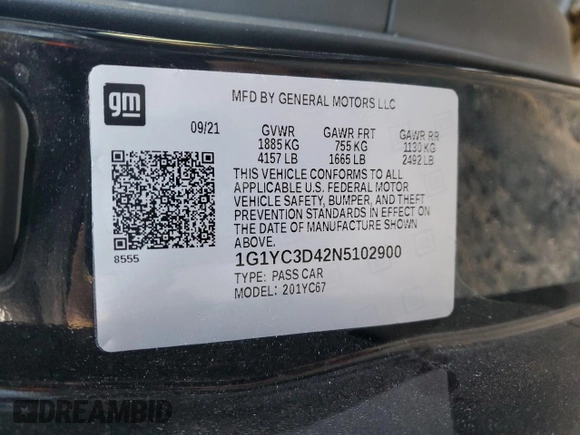 gm
MFD BY GENERAL MOTORS LLC
09/21 GVWR GAWR FRT GAWR RR
1885 KG 755 KG 1130 KG
4157 LB 1665 LB 2492 LB
THIS VEHICLE CONFORMS TO ALL
APPLICABLE U.S. FEDERAL MOTOR
VEHICLE SAFETY, BUMPER, AND THEFT
PREVENTION STANDARDS IN EFFECT ON
THE DATE OF MANUFACTURE SHOWN
ABOVE.
8555
1G1YC3D42N5102900
TYPE: PASS CAR
MODEL: 201YC67
DREAMBID